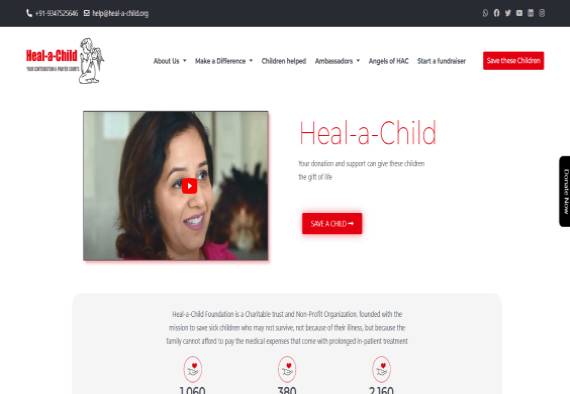 +91-9347525646 help@heal-a-child.org
Heal-a-Child
YOUR CONTRIBUTION & PRAYER COUNTS
About Us Make a Difference Children helped Ambassadors Angels of HAC Start a fundraiser Save these Children
Heal-a-Child
Your donation and support can give these children
the gift of life
SAVE A CHILD
Donate Now
Heal-a-Child Foundation is a Charitable trust and Non-Profit Organization, founded with the
mission to save sick children who may not survive, not because of their illness, but because the
family cannot afford to pay the medical expenses that come with prolonged in-patient treatment
1,060 380 2,160